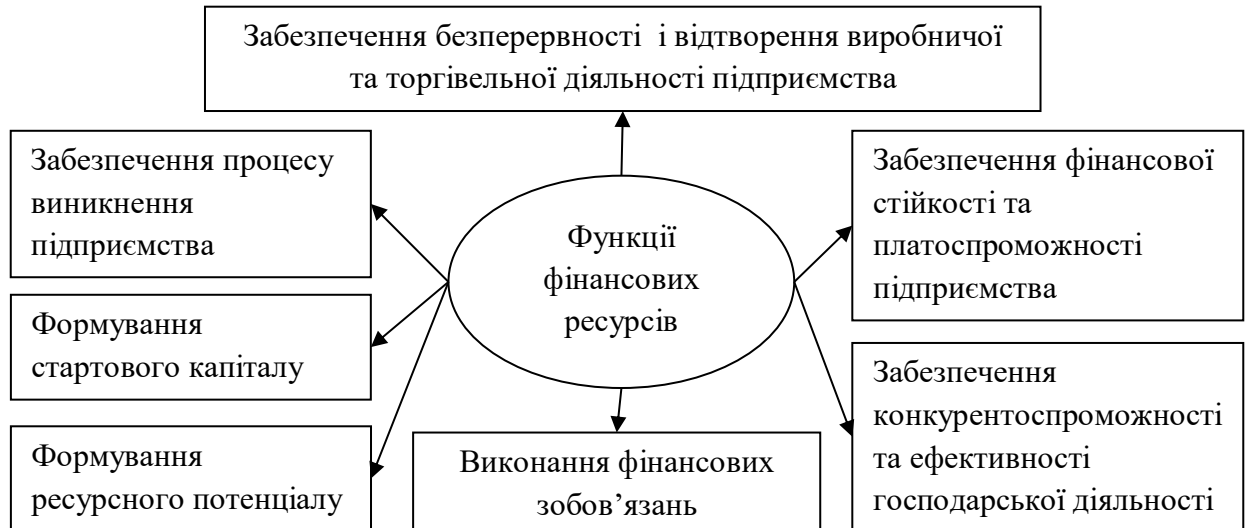 Забезпечення безперервності і відтворення виробничої
та торгівельної діяльності підприємства
Забезпечення процесу
виникнення
підприємства
Формування
стартового капіталу
Формування
ресурсного потенціалу
Функції
фінансових
ресурсів
Виконання фінансових
зобов’язань
Забезпечення фінансової
стійкості та
платоспроможності
підприємства
Забезпечення
конкурентоспроможності
та ефективності
господарської діяльності